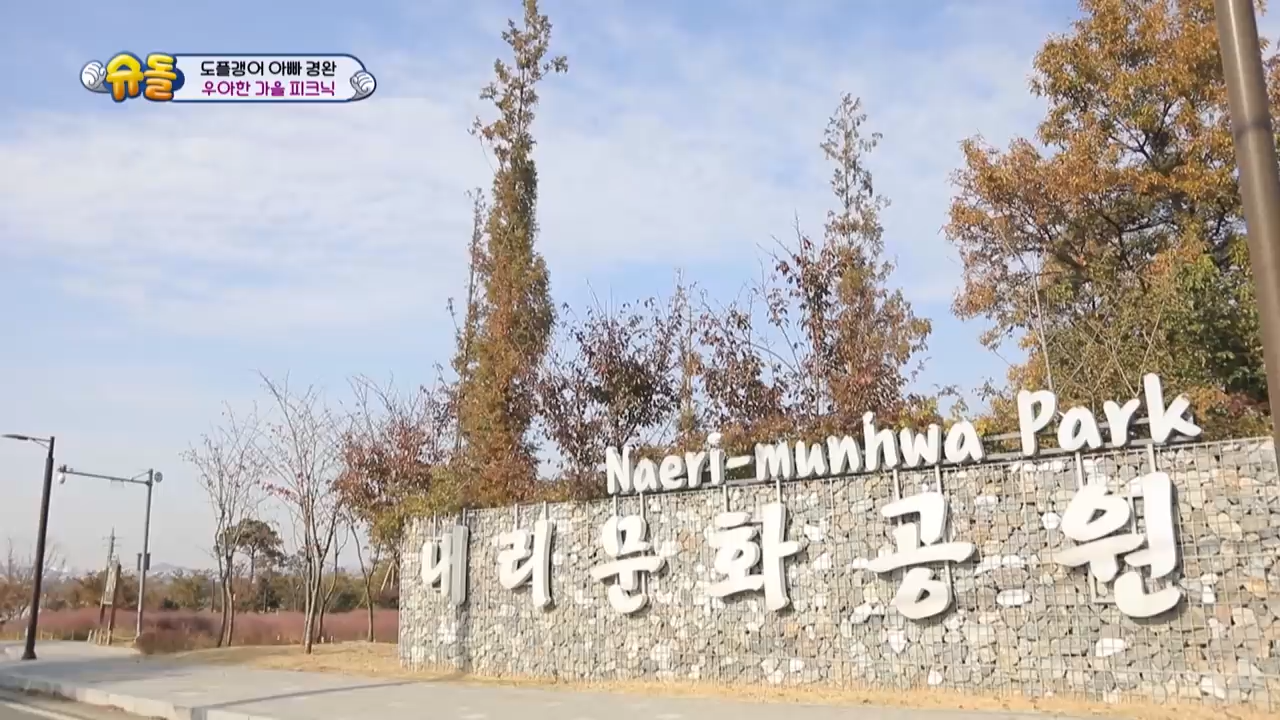 슈돌
도플갱어 아빠 경완
우아한 가을 피크닉
Naeri-munhwa Park
내리문화공원